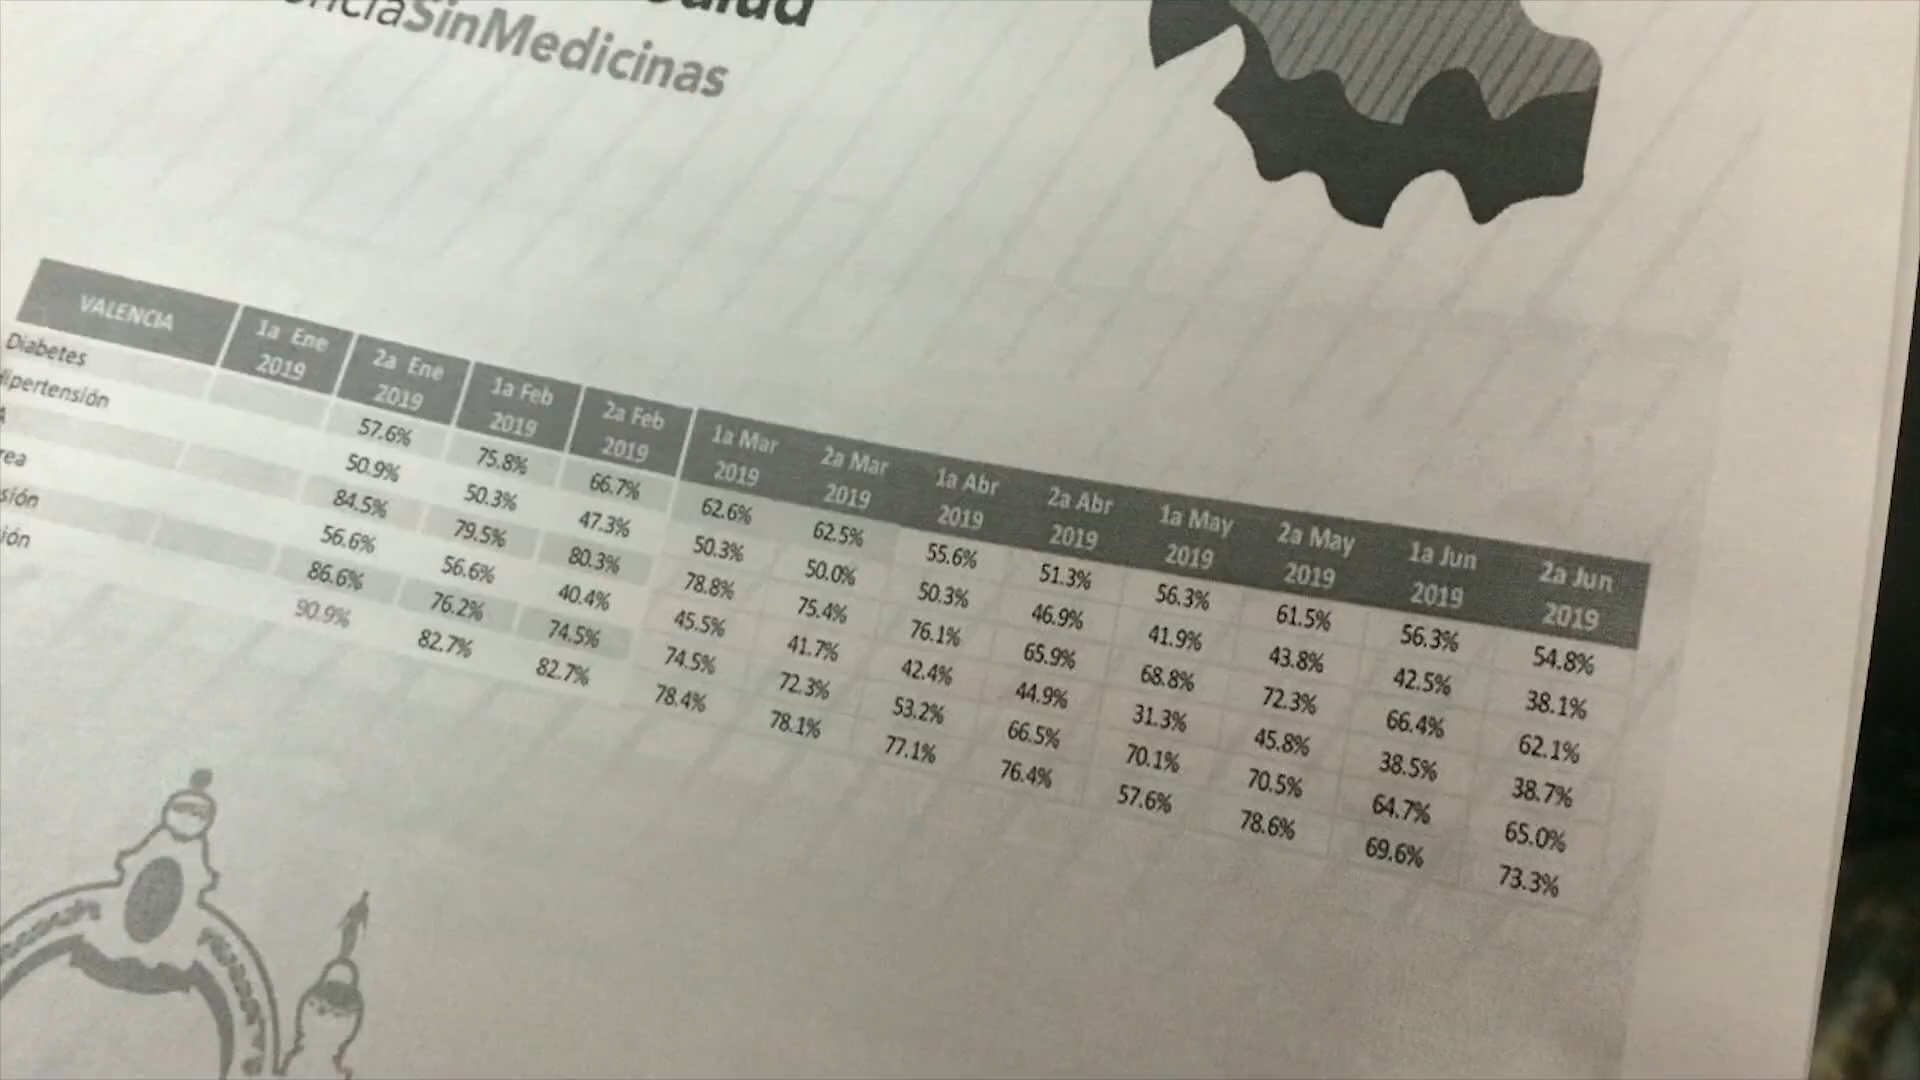 alud
nciaSinMedicinas
VALENCIA 1a Ene 2019 2a Ene 2019 1a Feb 2019 2a Feb 2019 1a Mar 2019 2a Mar 2019 1a Abr 2019 2a Abr 2019 1a May 2019 2a May 2019 1a Jun 2019 2a Jun 2019
Diabetes 57.6% 75.8% 66.7% 62.6% 62.5% 55.6% 51.3% 56.3% 61.5% 56.3% 54.8%
ipertensión 50.9% 50.3% 47.3% 50.3% 50.0% 50.3% 46.9% 41.9% 43.8% 42.5% 38.1%
A 84.5% 79.5% 80.3% 78.8% 75.4% 76.1% 65.9% 68.8% 72.3% 66.4% 62.1%
rea 56.6% 56.6% 40.4% 45.5% 41.7% 42.4% 44.9% 31.3% 45.8% 38.5% 38.7%
sión 86.6% 76.2% 74.5% 74.5% 72.3% 53.2% 66.5% 70.1% 70.5% 64.7% 65.0%
ión 90.9% 82.7% 82.7% 78.4% 78.1% 77.1% 76.4% 57.6% 78.6% 69.6% 73.3%